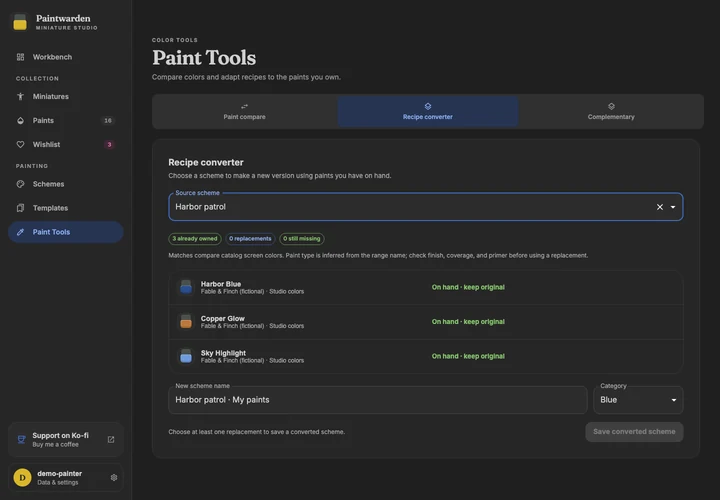 Paintwarden
MINIATURE STUDIO
Workbench
COLLECTION
Miniatures
Paints 16
Wishlist 3
PAINTING
Schemes
Templates
Paint Tools
Support on Ko-fi
Buy me a coffee
D
demo-painter
Data & settings
COLOR TOOLS
Paint Tools
Compare colors and adapt recipes to the paints you own.
Paint compare
Recipe converter
Complementary
Recipe converter
Choose a scheme to make a new version using paints you have on hand.
Source scheme
Harbor patrol
3 already owned 0 replacements 0 still missing
Matches compare catalog screen colors. Paint type is inferred from the range name; check finish, coverage, and primer before using a replacement.
Harbor Blue
Fable & Finch (fictional) · Studio colors
On hand · keep original
Copper Glow
Fable & Finch (fictional) · Studio colors
On hand · keep original
Sky Highlight
Fable & Finch (fictional) · Studio colors
On hand · keep original
New scheme name
Harbor patrol · My paints
Category
Blue
Choose at least one replacement to save a converted scheme.
Save converted scheme